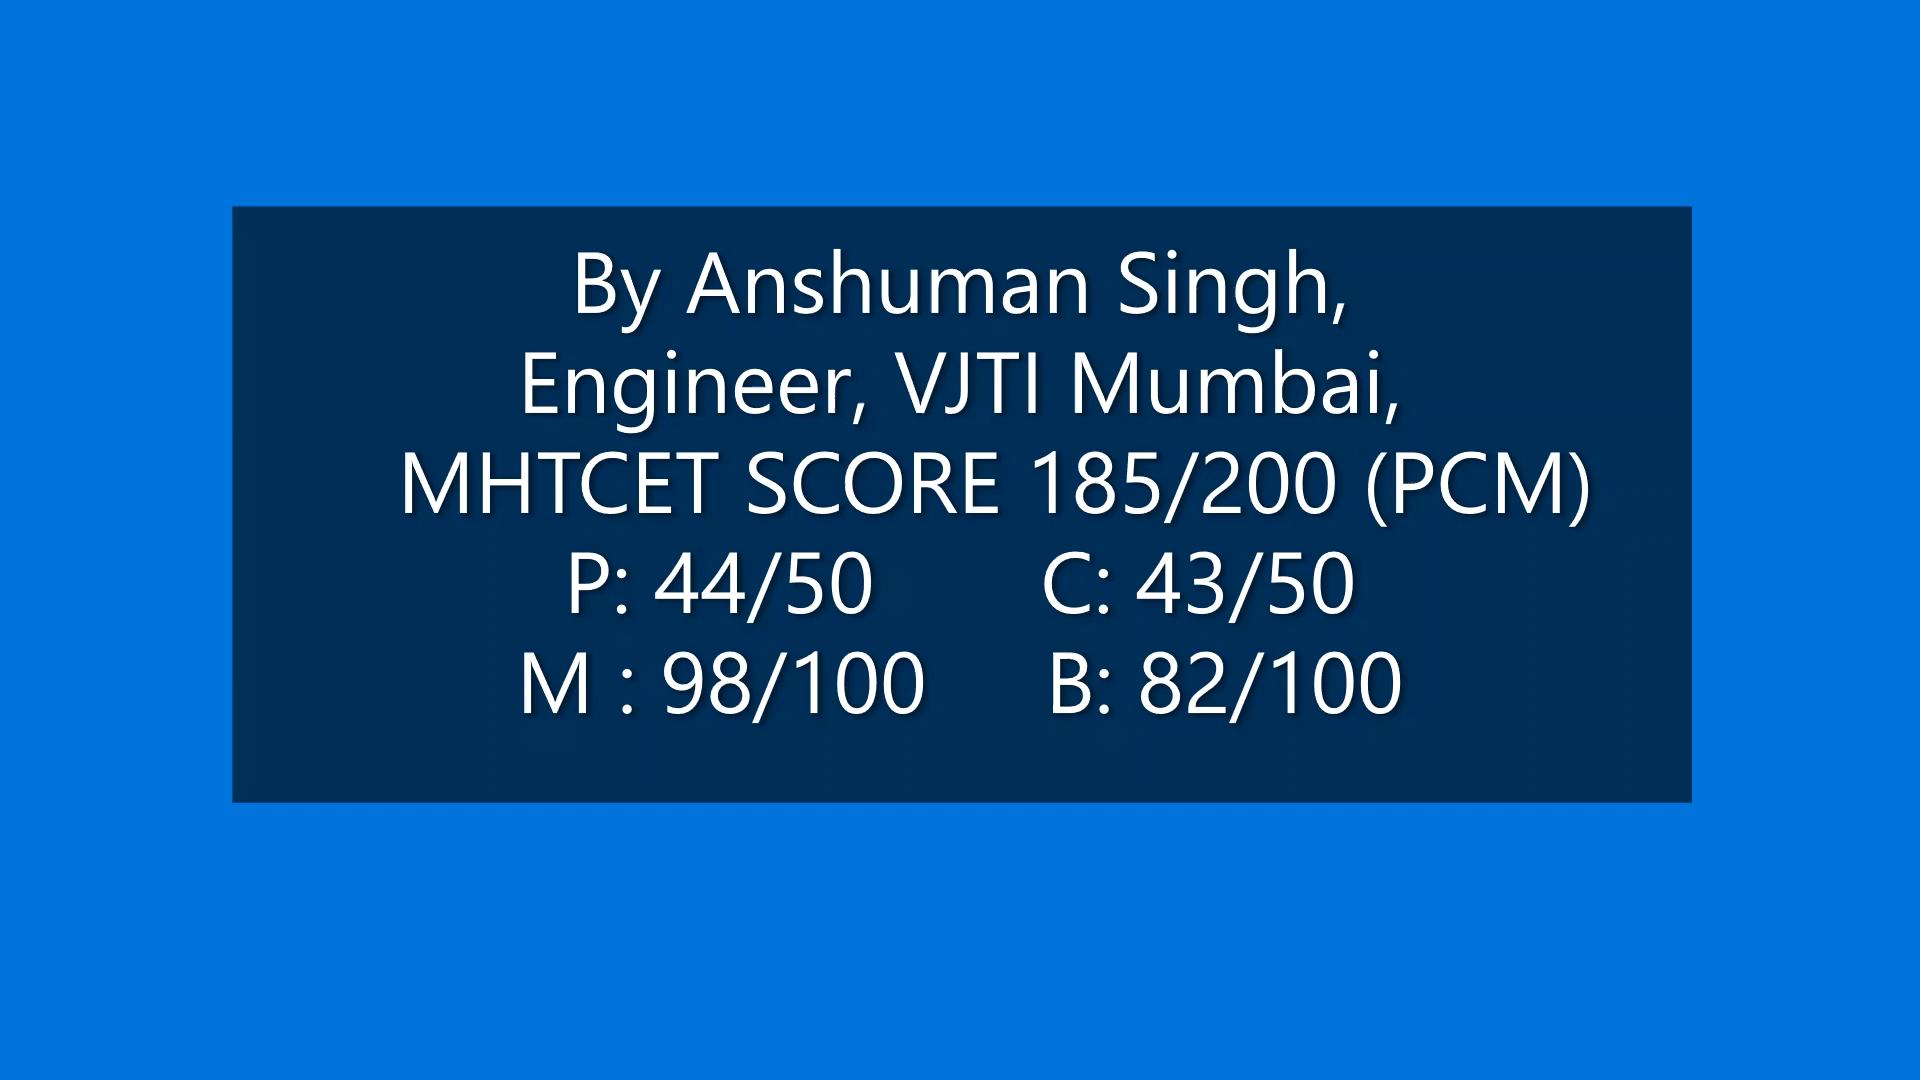 By Anshuman Singh,
Engineer, VJTI Mumbai,
MHTCET SCORE 185/200 (PCM)
P: 44/50 C: 43/50
M : 98/100 B: 82/100